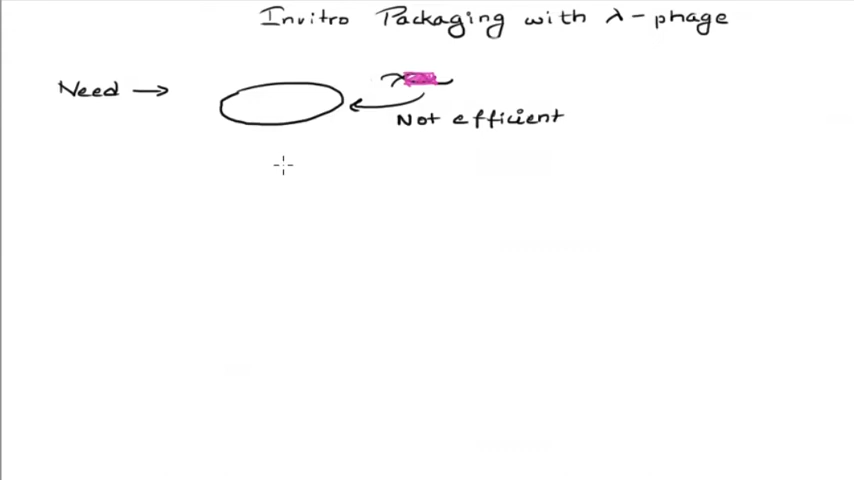 Invitro Packaging with λ-phage
Need →
Not efficient